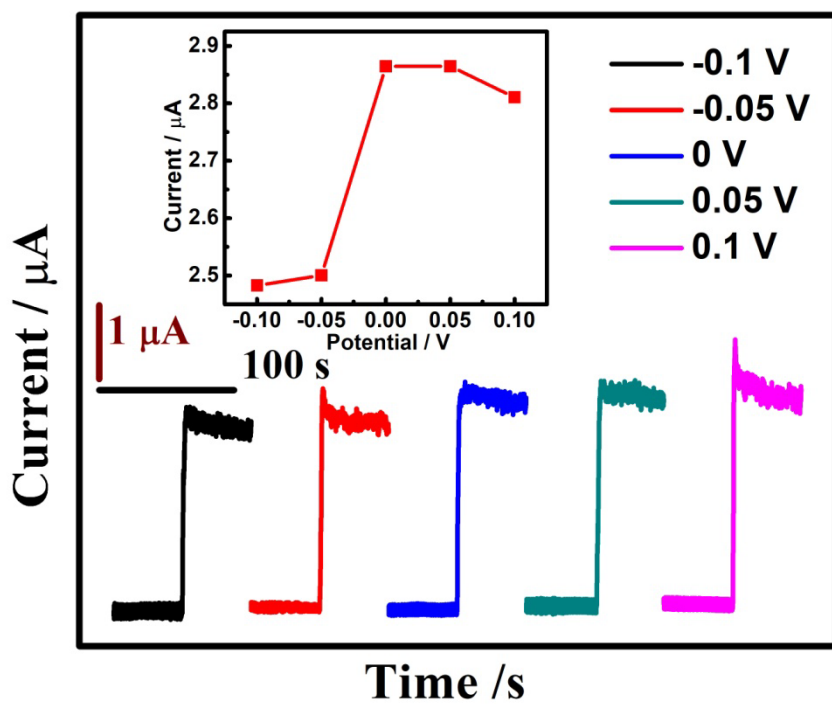 2.9
2.8
2.7
2.6
2.5
Current / μA
-0.10 -0.05 0.00 0.05 0.10
Potential / V
-0.1 V
-0.05 V
0 V
0.05 V
0.1 V
1 μA
100 s
Current / μA
Time /s